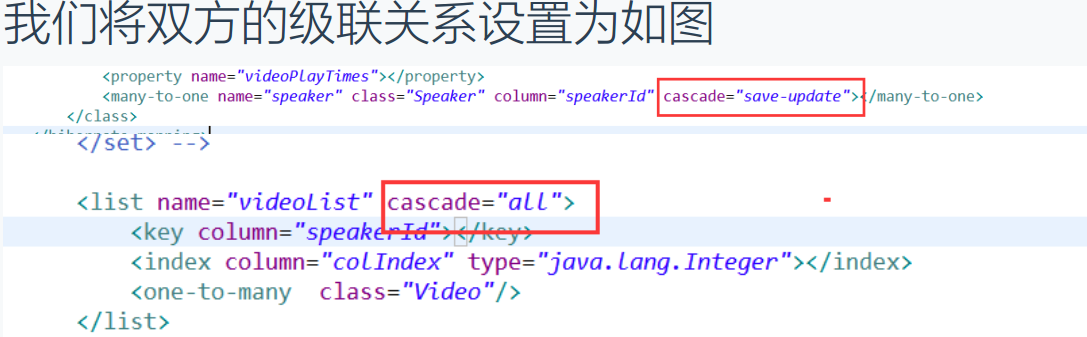 我们将双方的级联关系设置为如图
<property name="videoPlayTimes"></property>
<many-to-one name="speaker" class="Speaker" column="speakerId" cascade="save-update"></many-to-one>
</class>
</hibernate-mapping>
</set> -->
<list name="videoList" cascade="all">
<key column="speakerId"></key>
<index column="colIndex" type="java.lang.Integer"></index>
<one-to-many  class="Video"/>
</list>